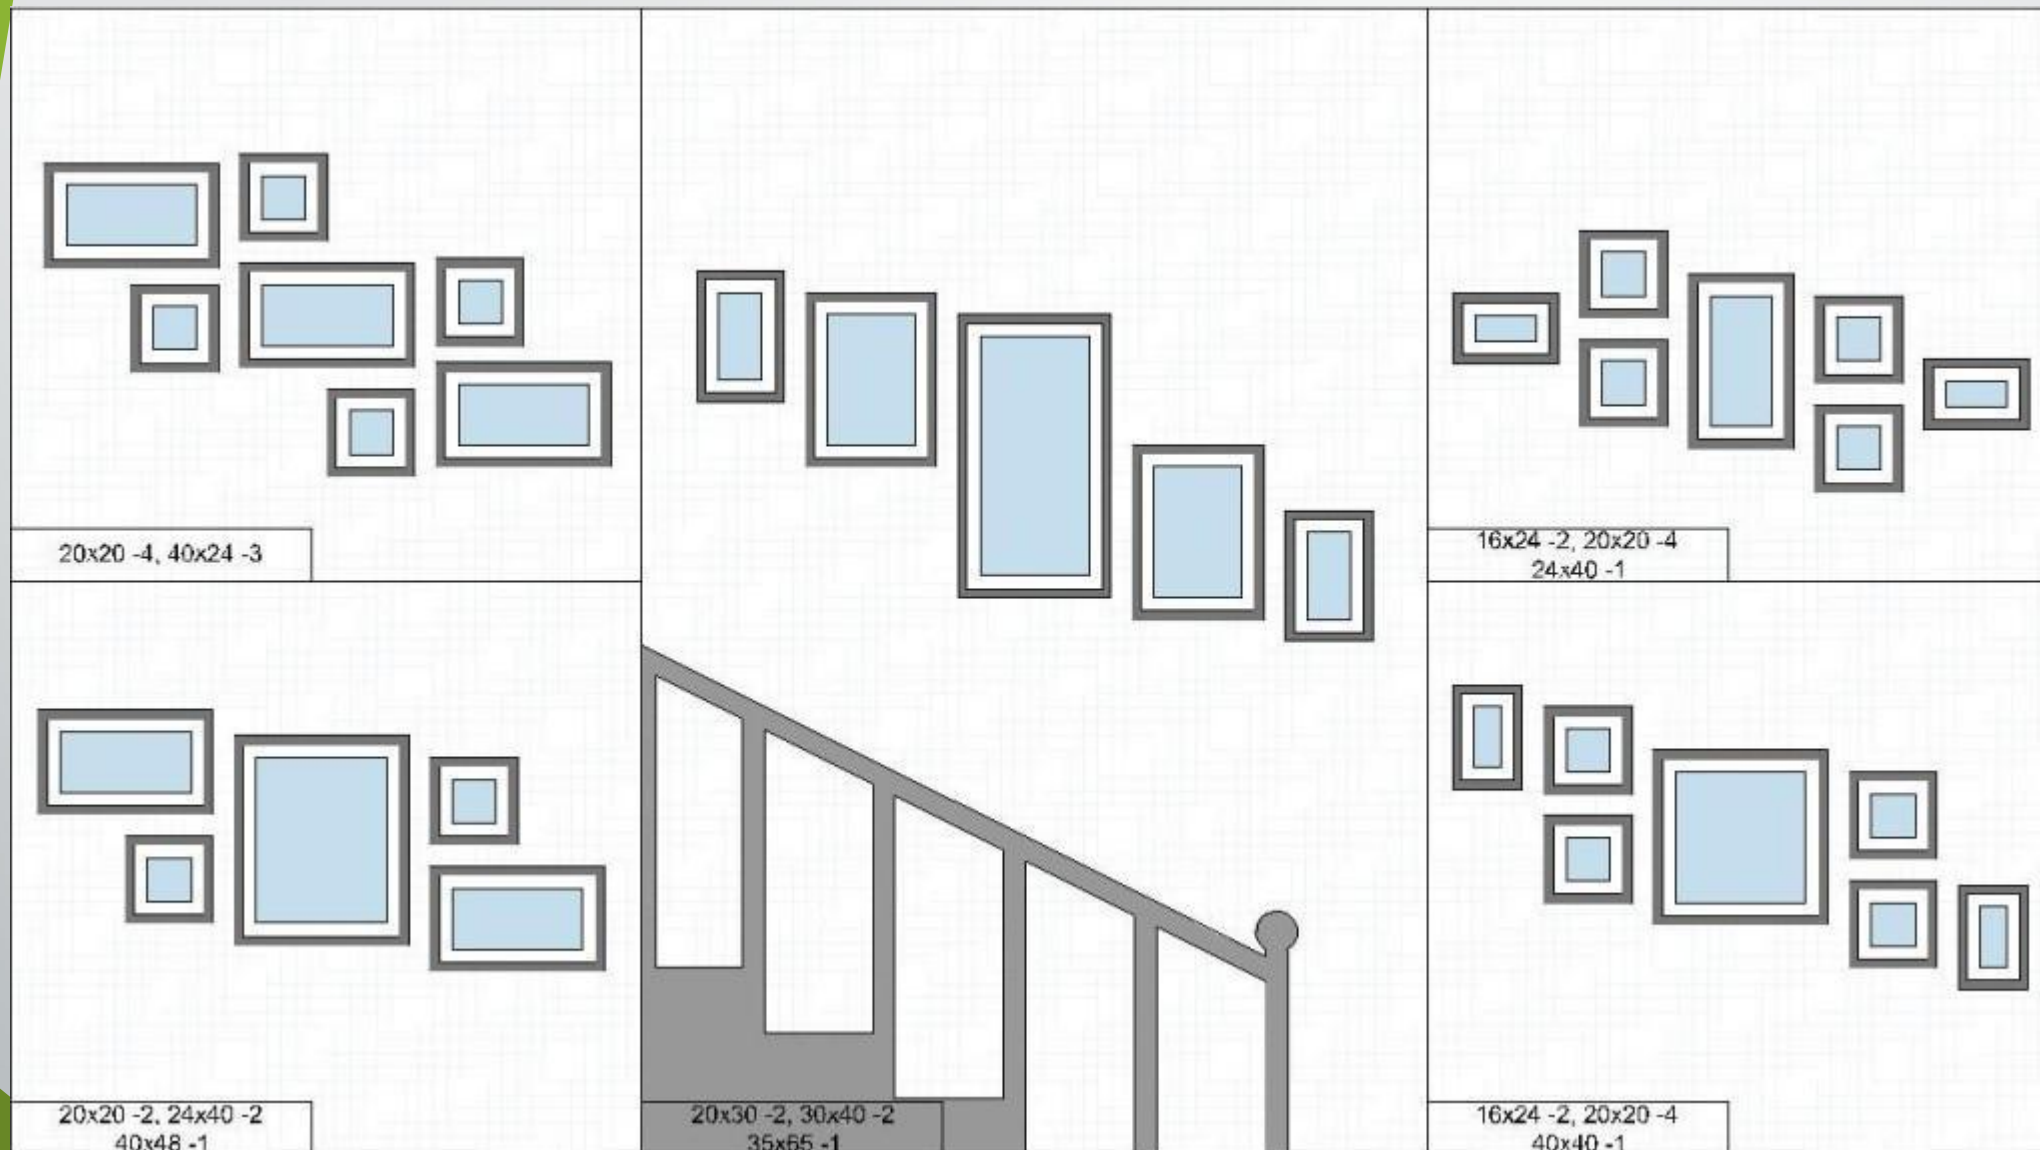 20x20 -4, 40x24 -3
16x24 -2, 20x20 -4
24x40 -1
20x20 -2, 24x40 -2
40x48 -1
20x30 -2, 30x40 -2
35x65 -1
16x24 -2, 20x20 -4
40x40 -1